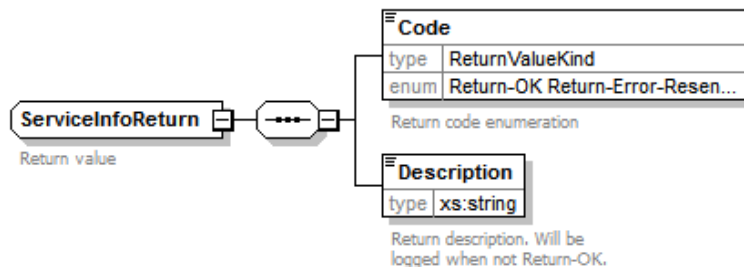 Code
type ReturnValueKind
enum Return-OK Return-Error-Resen...
Return code enumeration
ServiceInfoReturn
Return value
Description
type xs:string
Return description. Will be
logged when not Return-OK.